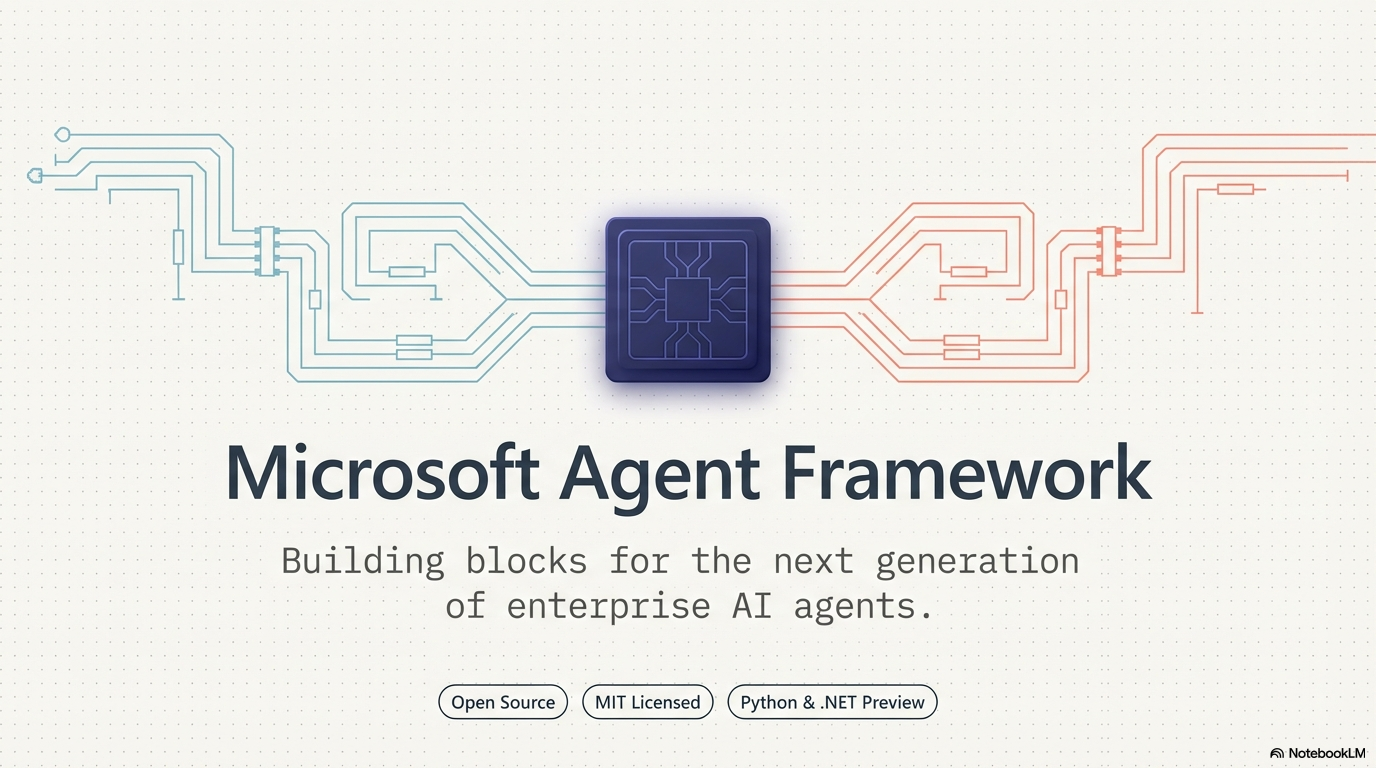 Microsoft Agent Framework
Building blocks for the next generation
of enterprise AI agents.
Open Source
MIT Licensed
Python & .NET Preview
NotebookLM